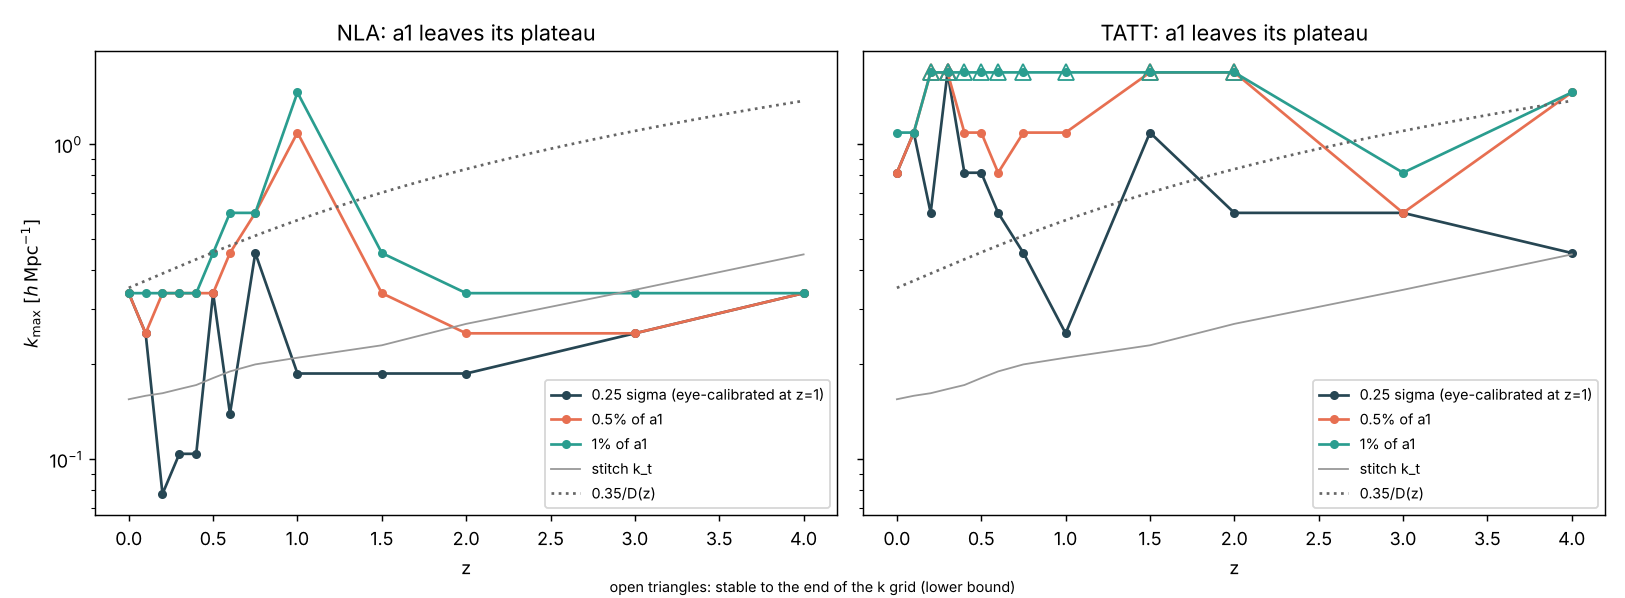 NLA: a1 leaves its plateau
TATT: a1 leaves its plateau
k_max [h Mpc⁻¹]
10⁰
10⁻¹
0.25 sigma (eye-calibrated at z=1)
0.5% of a1
1% of a1
stitch k_t
0.35/D(z)
0.25 sigma (eye-calibrated at z=1)
0.5% of a1
1% of a1
stitch k_t
0.35/D(z)
0.0 0.5 1.0 1.5 2.0 2.5 3.0 3.5 4.0
0.0 0.5 1.0 1.5 2.0 2.5 3.0 3.5 4.0
z
z
open triangles: stable to the end of the k grid (lower bound)